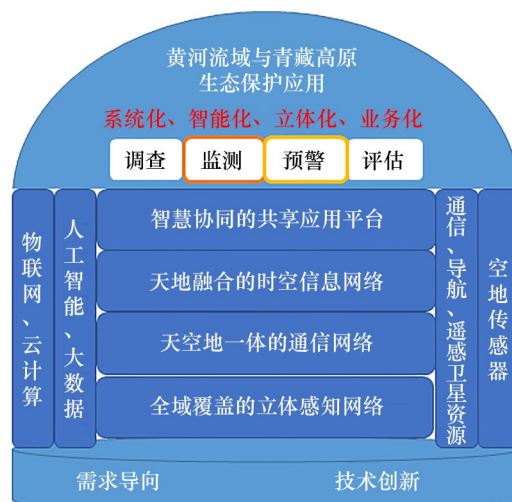 黄河流域与青藏高原
生态保护应用
系统化、智能化、立体化、业务化
调查
监测
预警
评估
物联网、云计算
人工智能、大数据
智慧协同的共享应用平台
天地融合的时空信息网络
天空地一体的通信网络
全域覆盖的立体感知网络
通信、导航、遥感卫星资源
空地传感器
需求导向
技术创新